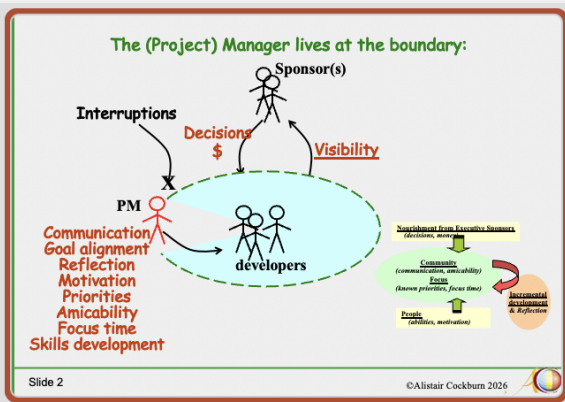 The (Project) Manager lives at the boundary:
Sponsor(s)
Interruptions
Decisions
$
Visibility
X
PM
developers
Communication
Goal alignment
Reflection
Motivation
Priorities
Amicability
Focus time
Skills development
Nourishment from Executive Sponsors
(decisions, money)
Community
(communication, amicability)
Focus
(known priorities, focus time)
Incremental
development
& Reflection
People
(abilities, motivation)
Slide 2
©Alistair Cockburn 2026